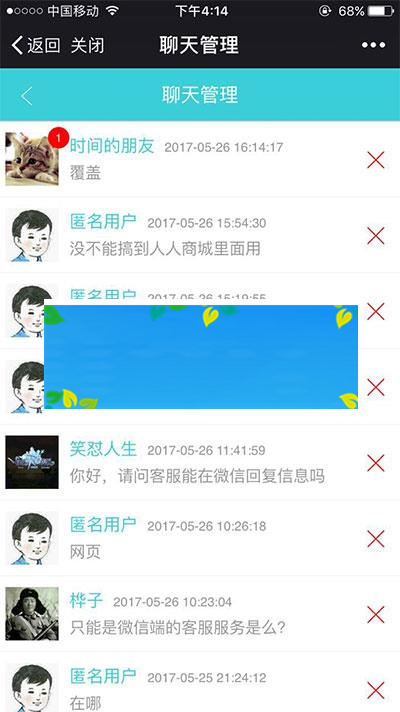 中国移动 下午4:14 68%
返回 关闭 聊天管理
聊天管理
1
时间的朋友 2017-05-26 16:14:17
覆盖
匿名用户 2017-05-26 15:54:30
没不能搞到人人商城里面用
匿名用户 2017-05-26 15:19:55
笑怼人生 2017-05-26 11:41:59
你好，请问客服能在微信回复信息吗
匿名用户 2017-05-26 10:26:18
网页
桦子 2017-05-26 10:23:04
只能是微信端的客服服务是么?
匿名用户 2017-05-25 21:24:12
在哪